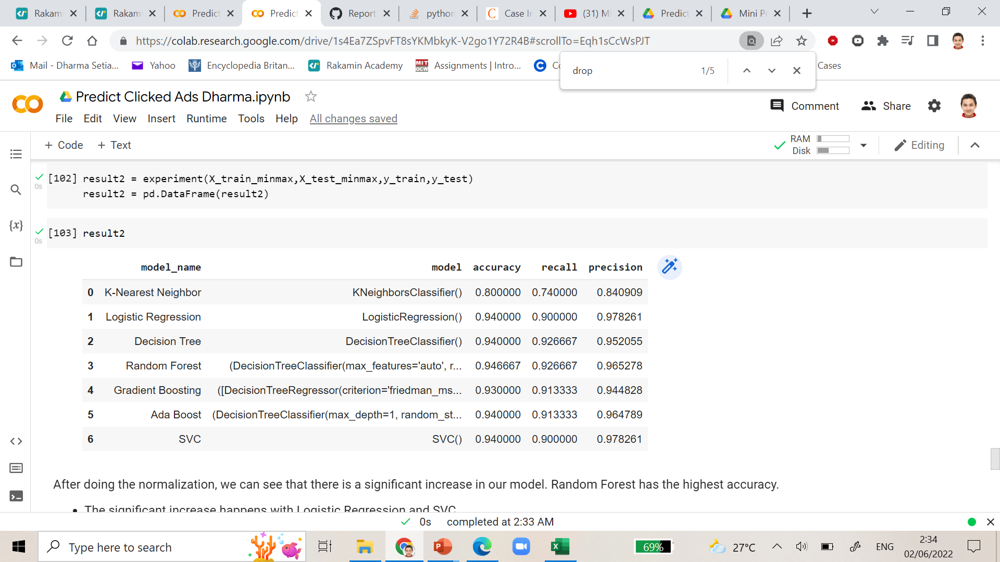 Rakam
Rakam
Predict
Predict
Report
python
Case In
(31) M
Predict
Mini P
https://colab.research.google.com/drive/1s4Ea7ZSpvFT8sYKMbkyK-V2go1Y72R4B#scrollTo=Eqh1sCcWsPJT
Mail - Dharma Setia...
Yahoo
Encyclopedia Britan...
Rakamin Academy
Assignments | Intro...
Cases
drop 1/5
Predict Clicked Ads Dharma.ipynb
Comment
Share
File Edit View Insert Runtime Tools Help All changes saved
+ Code + Text
RAM
Disk
Editing
[102] result2 = experiment(X_train_minmax,X_test_minmax,y_train,y_test)
0s
result2 = pd.DataFrame(result2)
[103] result2
0s
model_name model accuracy recall precision
0 K-Nearest Neighbor KNeighborsClassifier() 0.800000 0.740000 0.840909
1 Logistic Regression LogisticRegression() 0.940000 0.900000 0.978261
2 Decision Tree DecisionTreeClassifier() 0.940000 0.926667 0.952055
3 Random Forest (DecisionTreeClassifier(max_features='auto', r... 0.946667 0.926667 0.965278
4 Gradient Boosting ([DecisionTreeRegressor(criterion='friedman_ms... 0.930000 0.913333 0.944828
5 Ada Boost (DecisionTreeClassifier(max_depth=1, random_st... 0.940000 0.913333 0.964789
6 SVC SVC() 0.940000 0.900000 0.978261
After doing the normalization, we can see that there is a significant increase in our model. Random Forest has the highest accuracy.
• The significant increase happens with Logistic Regression and SVC
0s completed at 2:33 AM
Type here to search
69%
27°C
ENG
2:34
02/06/2022